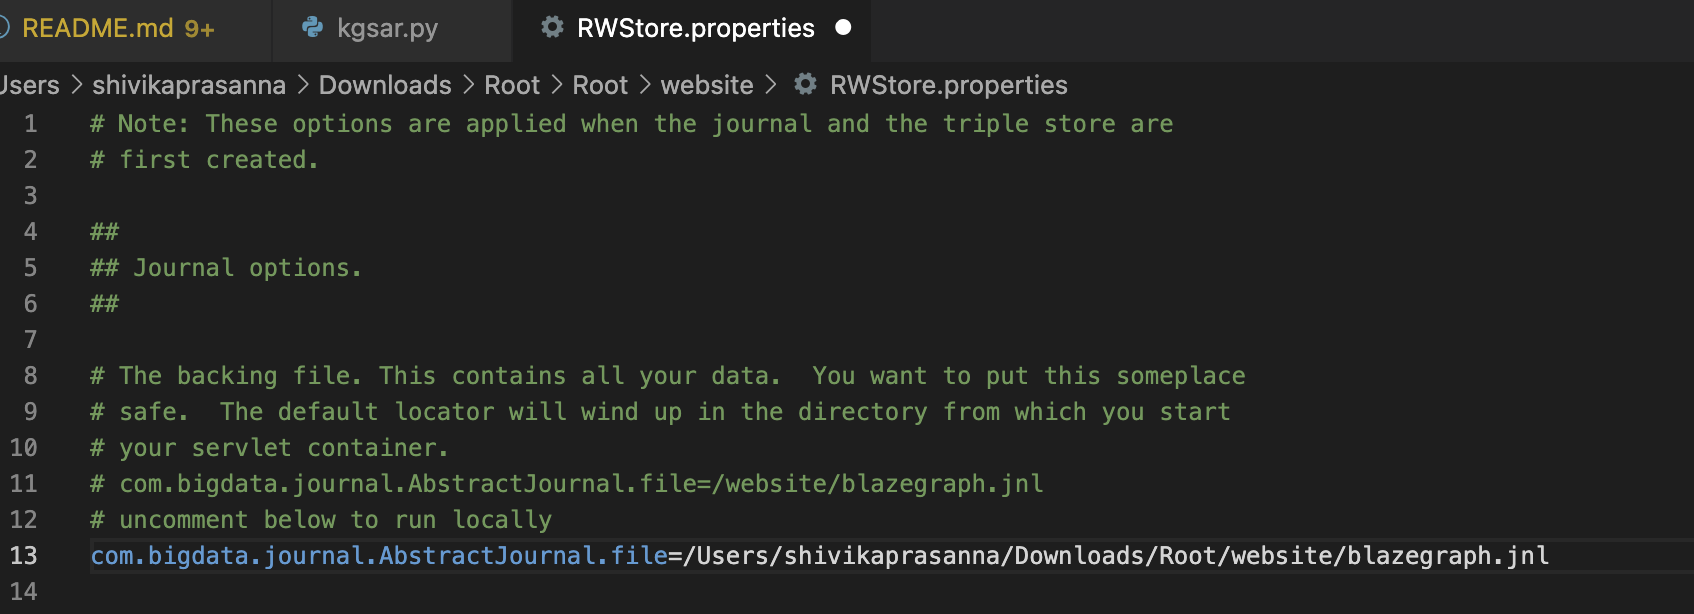 README.md 9+ kgsar.py RWStore.properties
Users > shivikaprasanna > Downloads > Root > Root > website > RWStore.properties
1 # Note: These options are applied when the journal and the triple store are
2 # first created.
3
4 ##
5 ## Journal options.
6 ##
7
8 # The backing file. This contains all your data.  You want to put this someplace
9 # safe.  The default locator will wind up in the directory from which you start
10 # your servlet container.
11 # com.bigdata.journal.AbstractJournal.file=/website/blazegraph.jnl
12 # uncomment below to run locally
13 com.bigdata.journal.AbstractJournal.file=/Users/shivikaprasanna/Downloads/Root/website/blazegraph.jnl
14